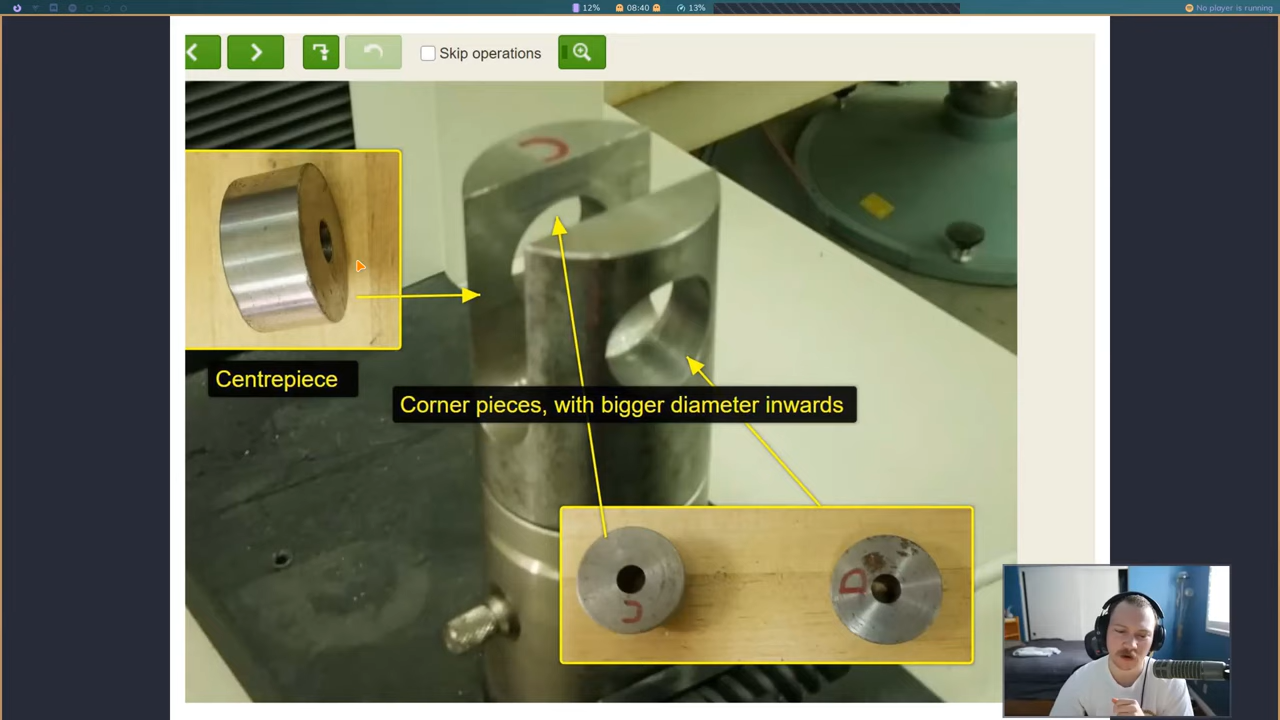 12%
08:40
13%
No player is running
Skip operations
Centrepiece
Corner pieces, with bigger diameter inwards
C
C
D